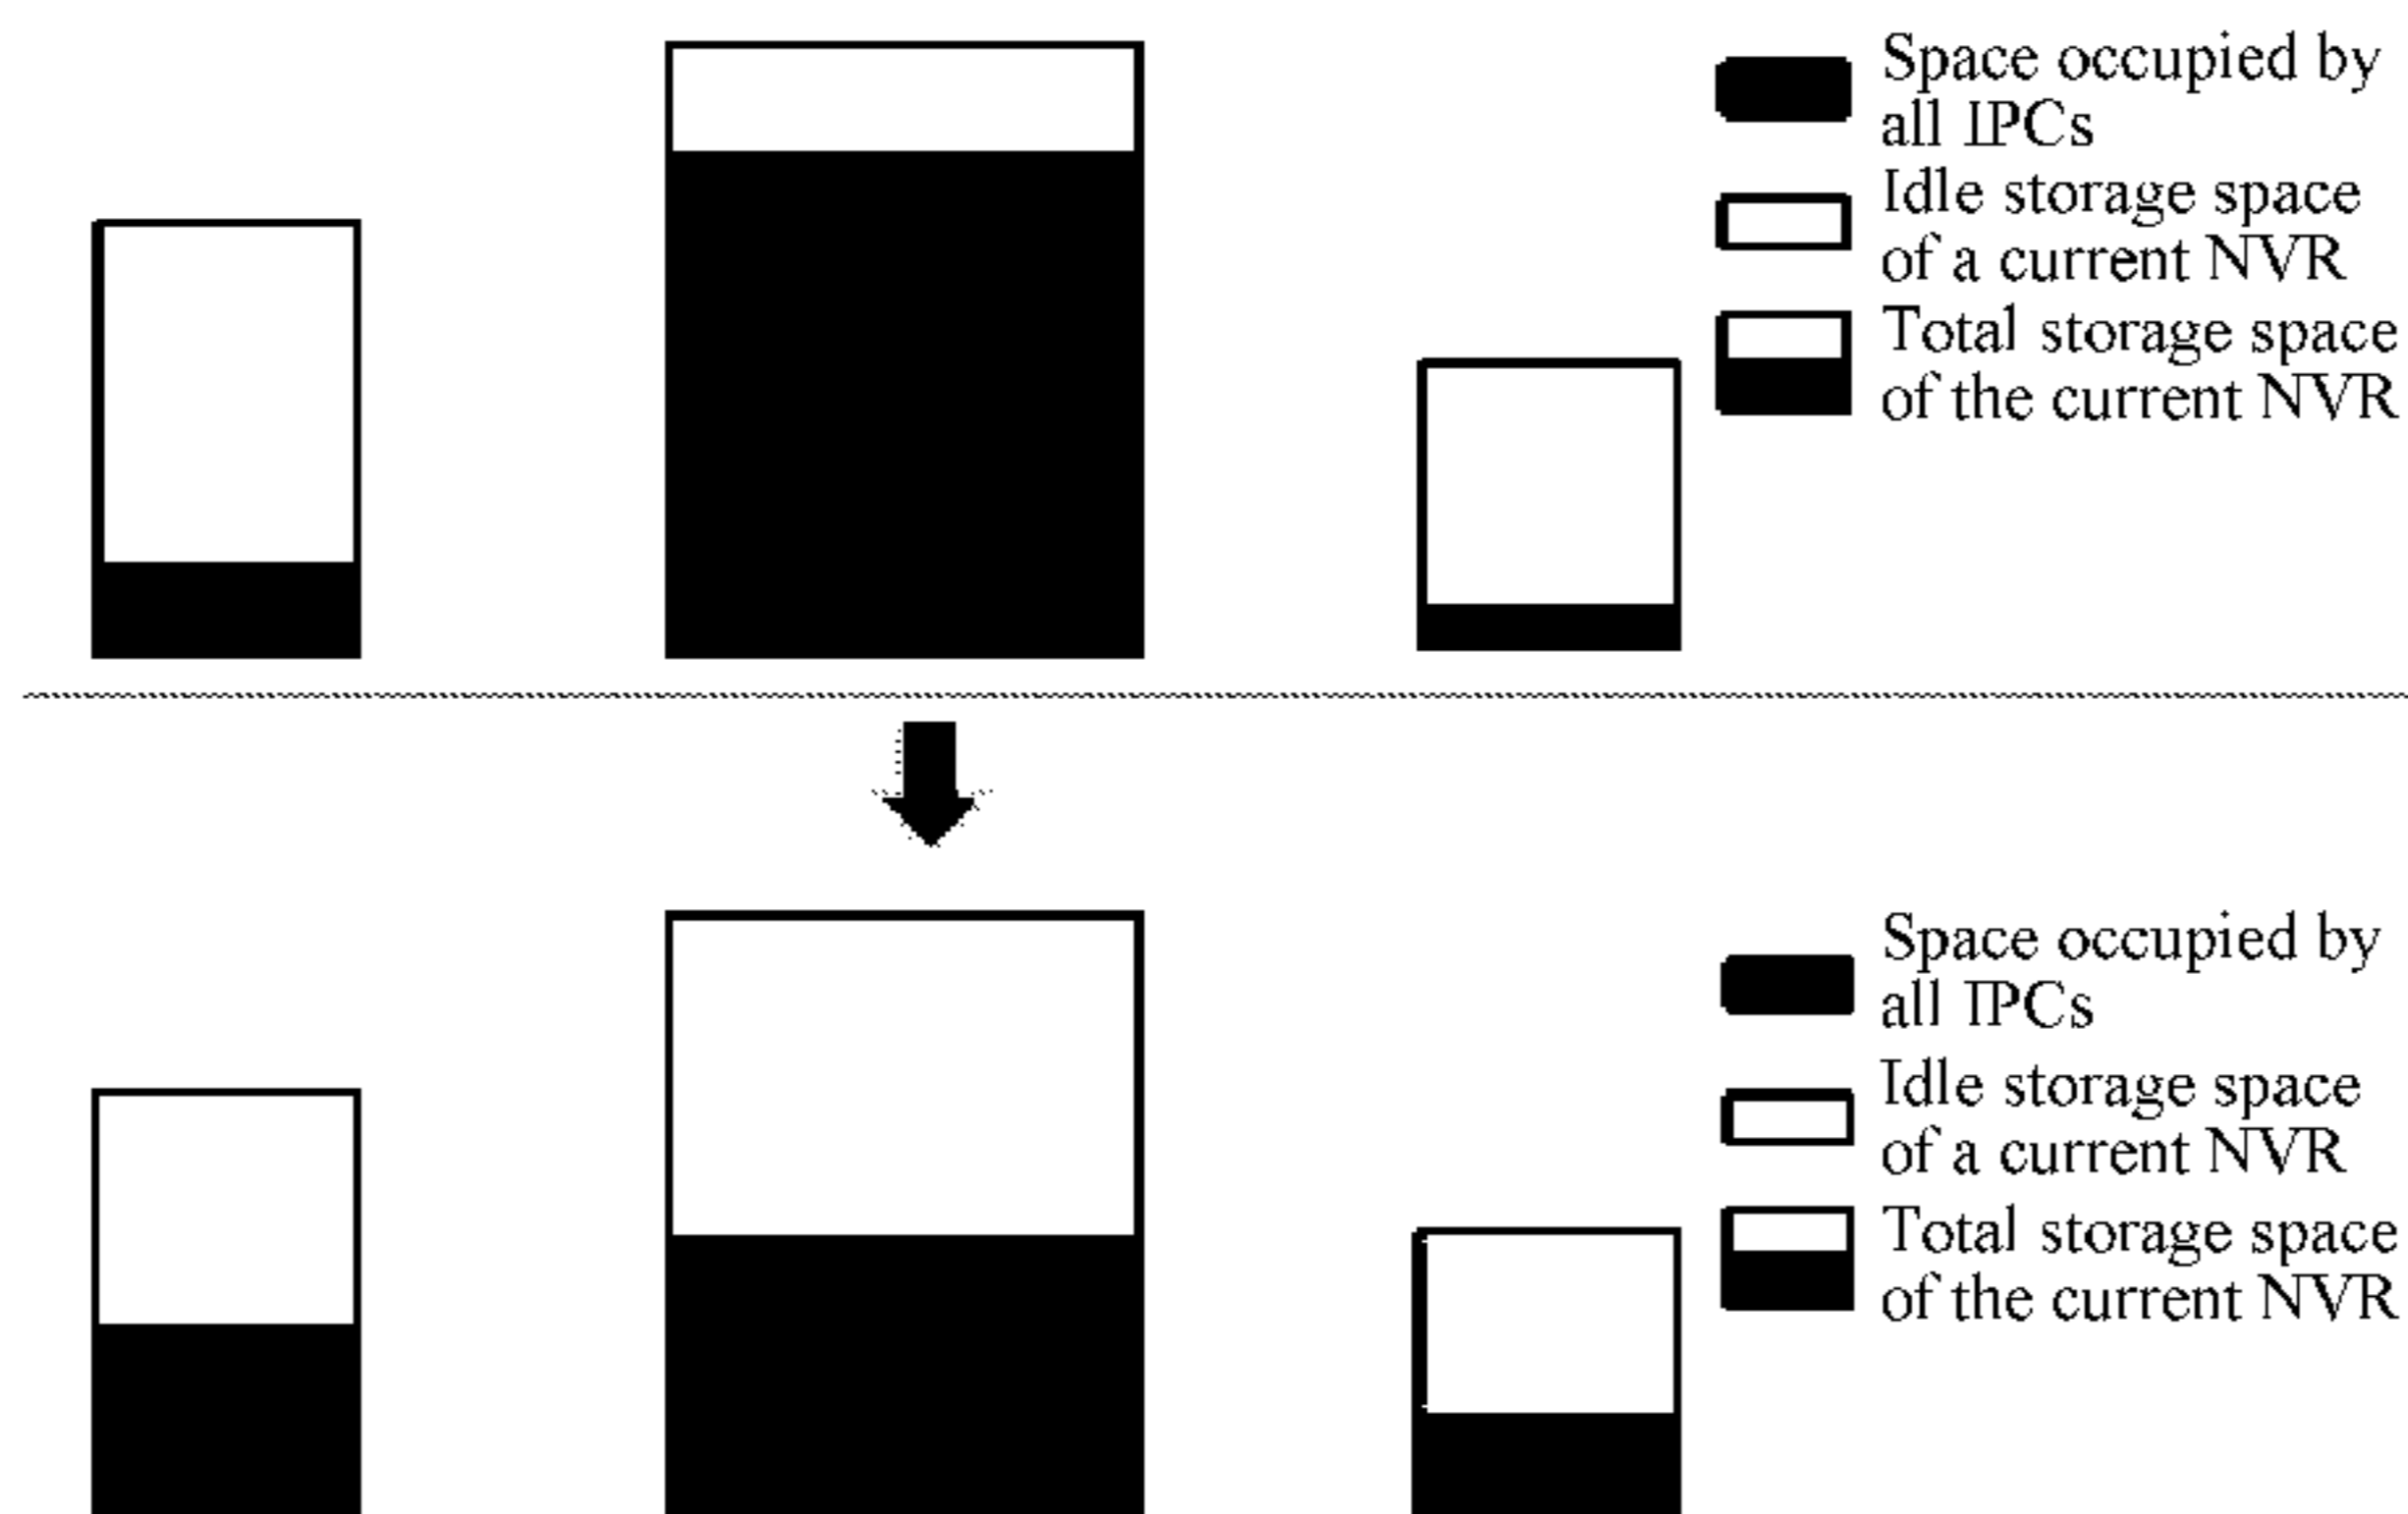 Space occupied by
all IPCs
Idle storage space
of a current NVR
Total storage space
of the current NVR
Space occupied by
all IPCs
Idle storage space
of a current NVR
Total storage space
of the current NVR